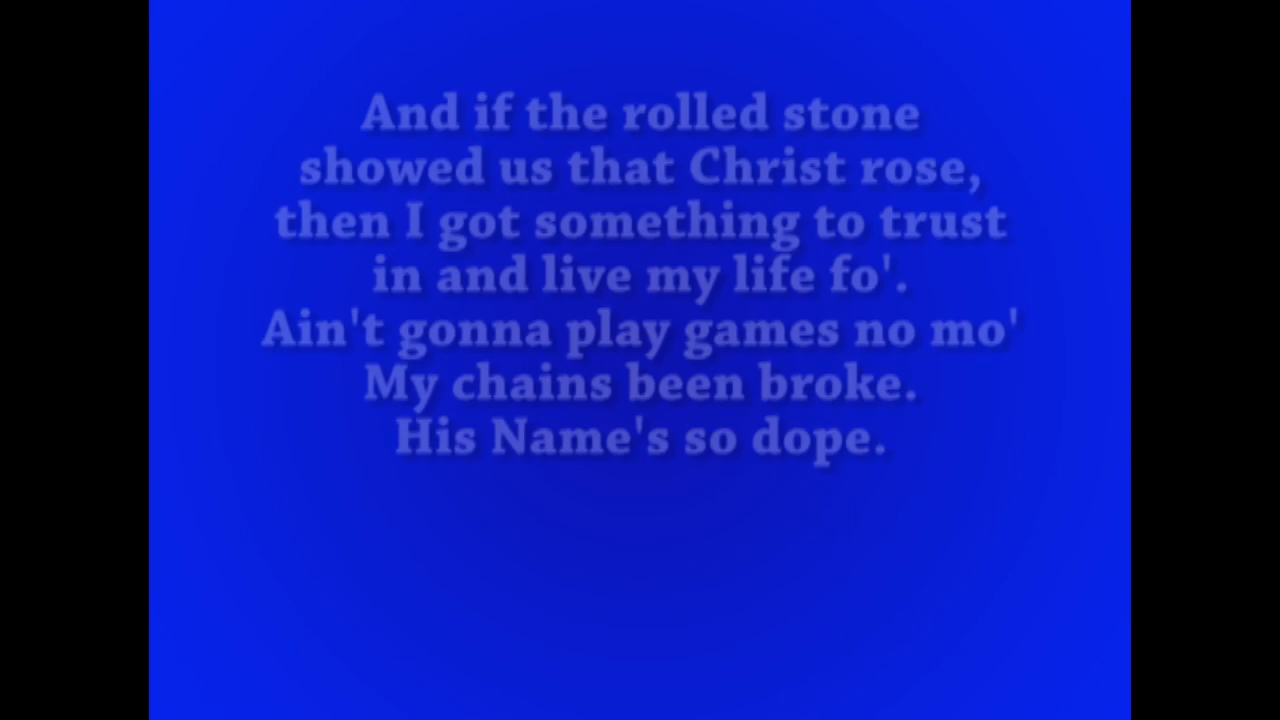 And if the rolled stone
showed us that Christ rose,
then I got something to trust
in and live my life fo'.
Ain't gonna play games no mo'
My chains been broke.
His Name's so dope.